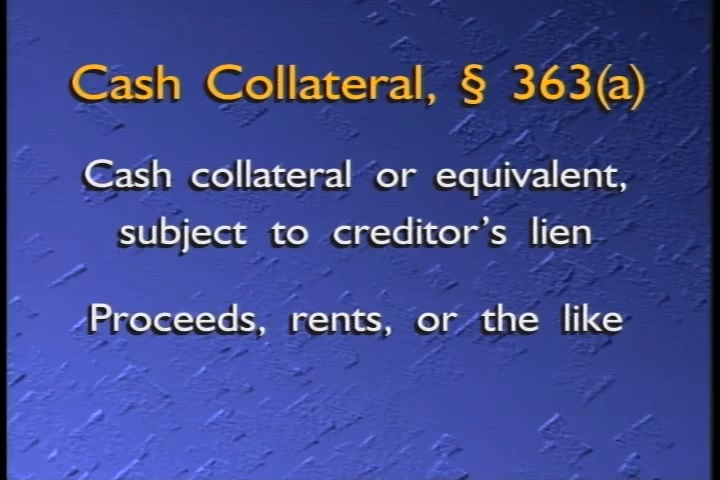 Cash Collateral, § 363(a)
Cash collateral or equivalent,
subject to creditor's lien
Proceeds, rents, or the like